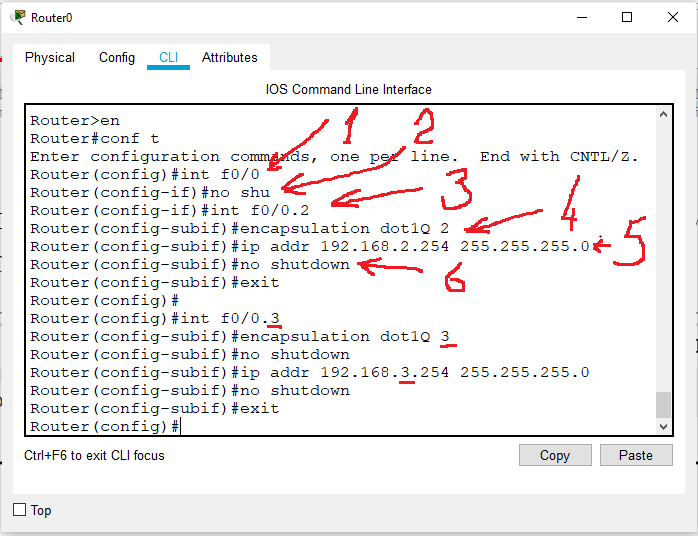 Router0
Physical Config CLI Attributes
IOS Command Line Interface
Router>en
Router#conf t
Enter configuration commands, one per line. End with CNTL/Z.
Router(config)#int f0/0
Router(config-if)#no shu
Router(config-if)#int f0/0.2
Router(config-subif)#encapsulation dot1Q 2
Router(config-subif)#ip addr 192.168.2.254 255.255.255.0
Router(config-subif)#no shutdown
Router(config-subif)#exit
Router(config)#
Router(config)#int f0/0.3
Router(config-subif)#encapsulation dot1Q 3
Router(config-subif)#no shutdown
Router(config-subif)#ip addr 192.168.3.254 255.255.255.0
Router(config-subif)#no shutdown
Router(config-subif)#exit
Router(config)#
1
2
3
4
5
6
Ctrl+F6 to exit CLI focus
Copy Paste
Top